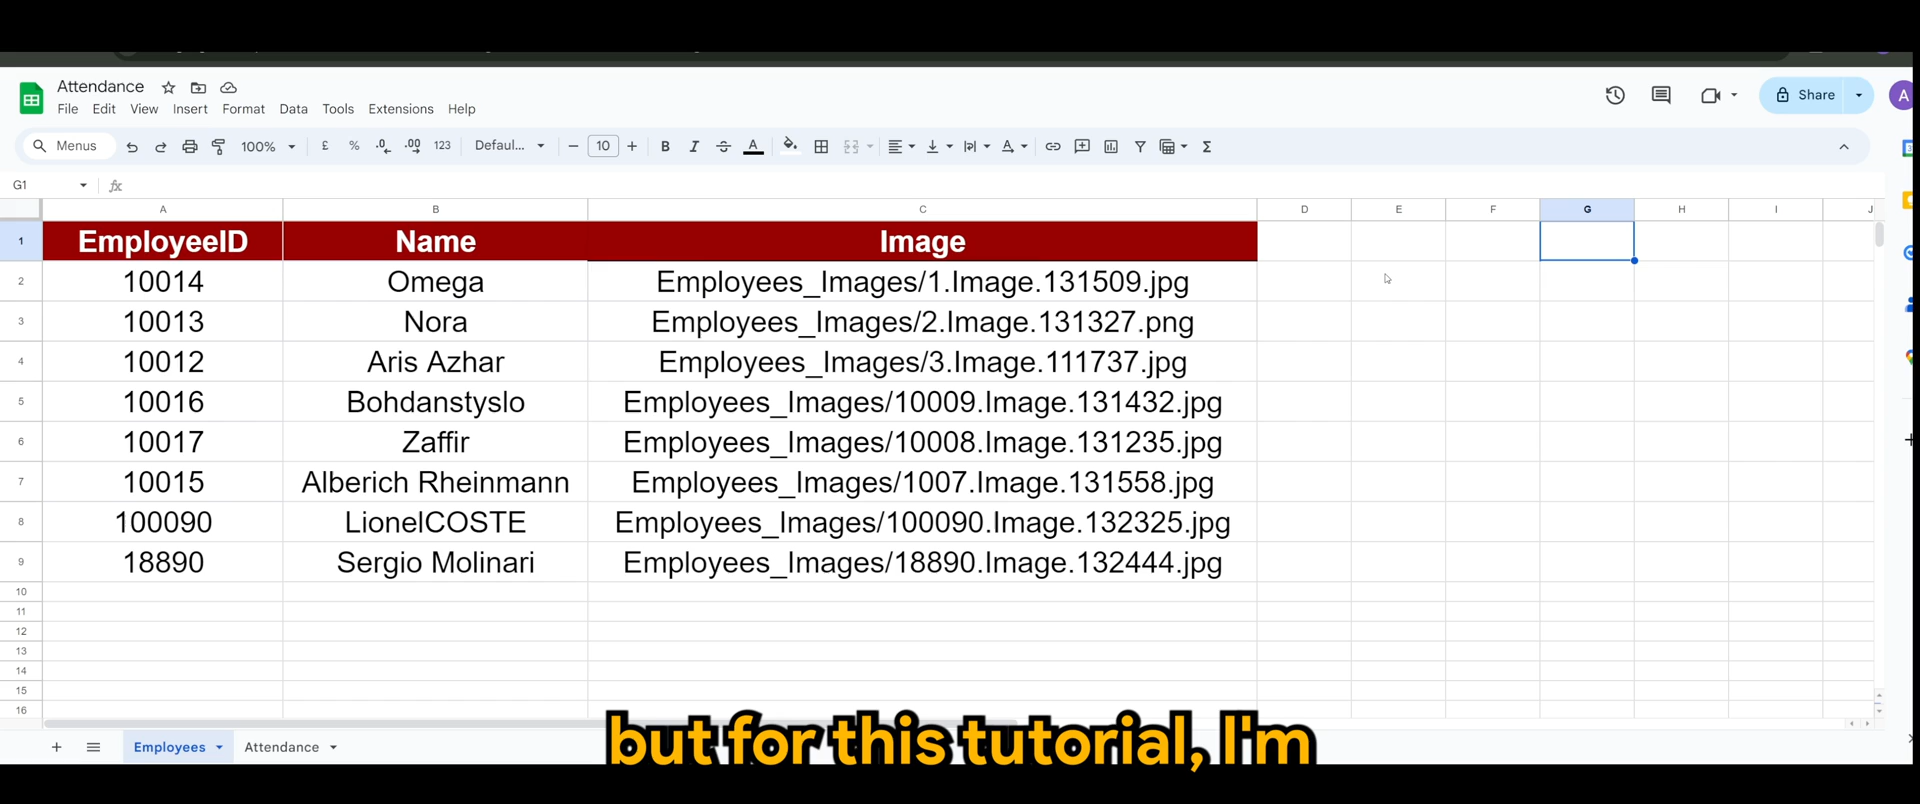 Attendance
File Edit View Insert Format Data Tools Extensions Help
Share
A
Menus 100% £ % .0 .00 123 Defaul... − 10 + B I A Σ
G1 fx
A B C D E F G H I J
1 EmployeeID Name Image
2 10014 Omega Employees_Images/1.Image.131509.jpg
3 10013 Nora Employees_Images/2.Image.131327.png
4 10012 Aris Azhar Employees_Images/3.Image.111737.jpg
5 10016 Bohdanstyslo Employees_Images/10009.Image.131432.jpg
6 10017 Zaffir Employees_Images/10008.Image.131235.jpg
7 10015 Alberich Rheinmann Employees_Images/1007.Image.131558.jpg
8 100090 LionelCOSTE Employees_Images/100090.Image.132325.jpg
9 18890 Sergio Molinari Employees_Images/18890.Image.132444.jpg
10
11
12
13
14
15
16
but for this tutorial, I'm
+ Employees Attendance